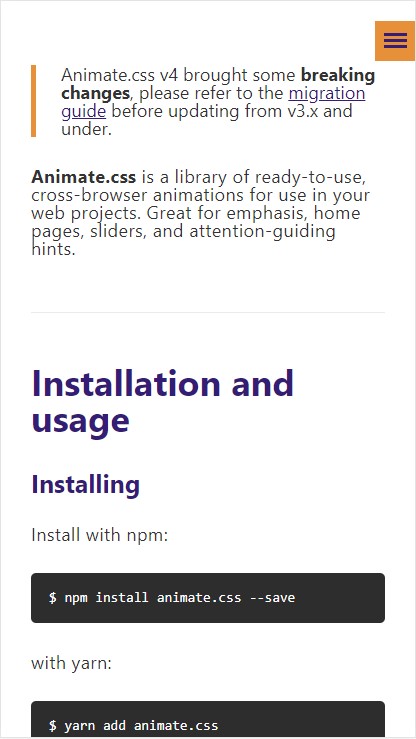 Animate.css v4 brought some breaking
changes, please refer to the migration
guide before updating from v3.x and
under.
Animate.css is a library of ready-to-use,
cross-browser animations for use in your
web projects. Great for emphasis, home
pages, sliders, and attention-guiding
hints.
Installation and
usage
Installing
Install with npm:
$ npm install animate.css --save
with yarn:
$ yarn add animate.css